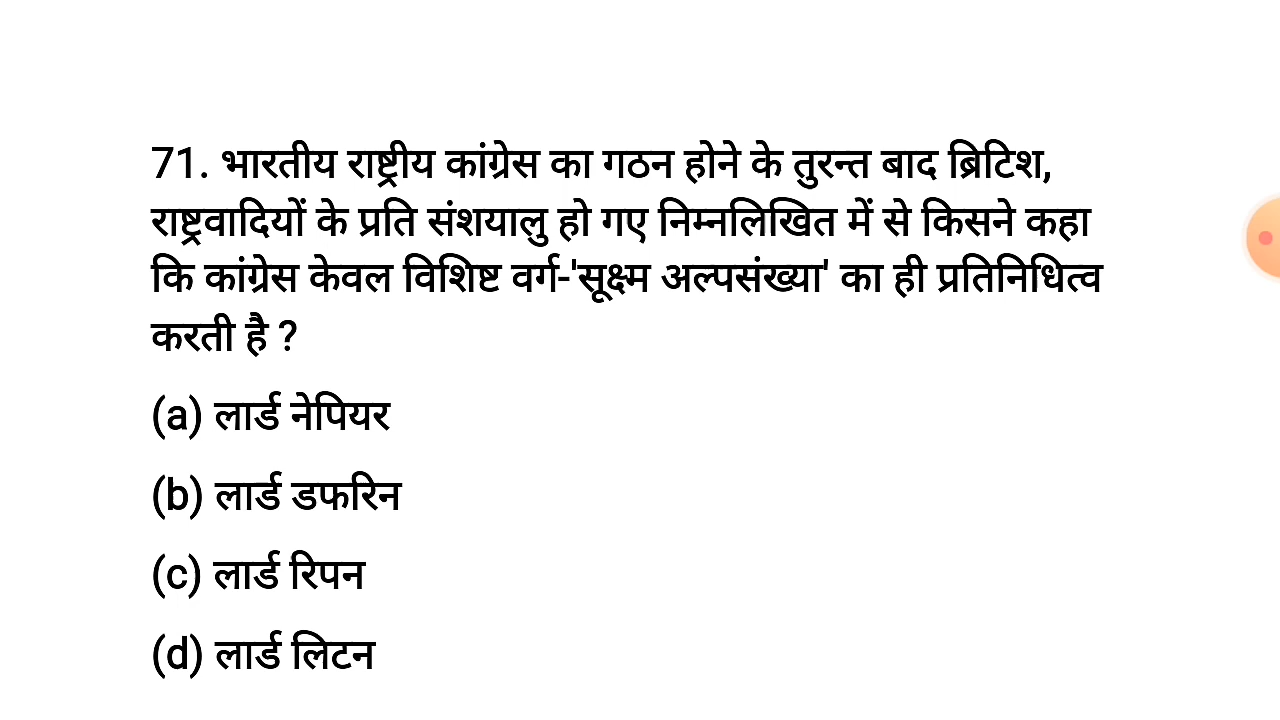 71. भारतीय राष्ट्रीय कांग्रेस का गठन होने के तुरन्त बाद ब्रिटिश,
राष्ट्रवादियों के प्रति संशयालु हो गए निम्नलिखित में से किसने कहा
कि कांग्रेस केवल विशिष्ट वर्ग-'सूक्ष्म अल्पसंख्या' का ही प्रतिनिधित्व
करती है ?
(a) लार्ड नेपियर
(b) लार्ड डफरिन
(c) लार्ड रिपन
(d) लार्ड लिटन